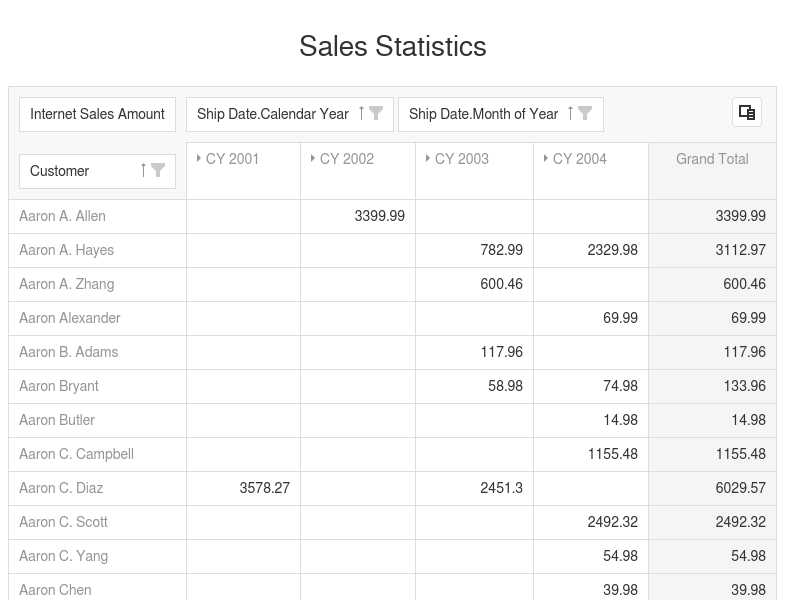 Sales Statistics
Internet Sales Amount Ship Date.Calendar Year Ship Date.Month of Year
Customer CY 2001 CY 2002 CY 2003 CY 2004 Grand Total
Aaron A. Allen 3399.99 3399.99
Aaron A. Hayes 782.99 2329.98 3112.97
Aaron A. Zhang 600.46 600.46
Aaron Alexander 69.99 69.99
Aaron B. Adams 117.96 117.96
Aaron Bryant 58.98 74.98 133.96
Aaron Butler 14.98 14.98
Aaron C. Campbell 1155.48 1155.48
Aaron C. Diaz 3578.27 2451.3 6029.57
Aaron C. Scott 2492.32 2492.32
Aaron C. Yang 54.98 54.98
Aaron Chen 39.98 39.98